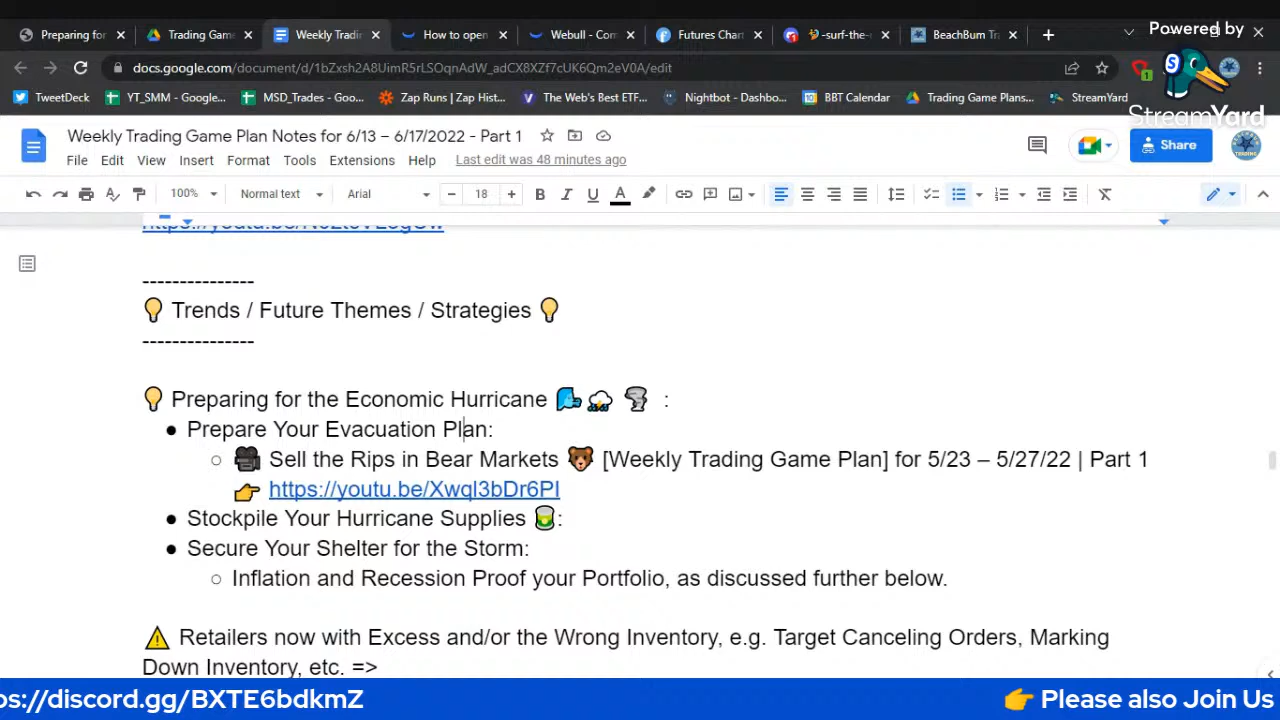 Preparing for
Trading Game
Weekly Tradin
How to open
Webull - Com
Futures Chart
-surf-the-
BeachBum Tr
Powered by
docs.google.com/document/d/1bZxsh2A8UimR5rLSOqnAdW_adCX8XZf7cUK6Qm2eV0A/edit
StreamYard
TweetDeck
YT_SMM - Google...
MSD_Trades - Goo...
Zap Runs | Zap Hist...
The Web's Best ETF...
Nightbot - Dashbo...
BBT Calendar
Trading Game Plans...
StreamYard
Weekly Trading Game Plan Notes for 6/13 – 6/17/2022 - Part 1
Share
File Edit View Insert Format Tools Extensions Help Last edit was 48 minutes ago
100% Normal text Arial 18
---------------
💡 Trends / Future Themes / Strategies 💡
---------------
💡 Preparing for the Economic Hurricane 🌬️⛈️ 🌪️ :
● Prepare Your Evacuation Plan:
○ 🎥 Sell the Rips in Bear Markets 🐻 [Weekly Trading Game Plan] for 5/23 – 5/27/22 | Part 1
👉 https://youtu.be/Xwql3bDr6PI
● Stockpile Your Hurricane Supplies 🥫:
● Secure Your Shelter for the Storm:
○ Inflation and Recession Proof your Portfolio, as discussed further below.
⚠️ Retailers now with Excess and/or the Wrong Inventory, e.g. Target Canceling Orders, Marking
Down Inventory, etc. =>
ps://discord.gg/BXTE6bdkmZ
👉 Please also Join Us